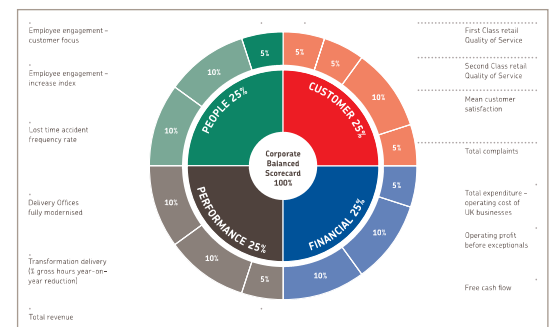 Employee engagement –
customer focus
Employee engagement –
increase index
Lost time accident
frequency rate
Delivery Offices
fully modernised
Transformation delivery
(% gross hours year-on-
year reduction)
Total revenue
5%
10%
10%
PEOPLE 25%
5%
5%
10%
5%
CUSTOMER 25%
Corporate
Balanced
Scorecard
100%
10%
10%
5%
PERFORMANCE 25%
5%
10%
10%
FINANCIAL 25%
First Class retail
Quality of Service
Second Class retail
Quality of Service
Mean customer
satisfaction
Total complaints
Total expenditure –
operating cost of
UK businesses
Operating profit
before exceptionals
Free cash flow